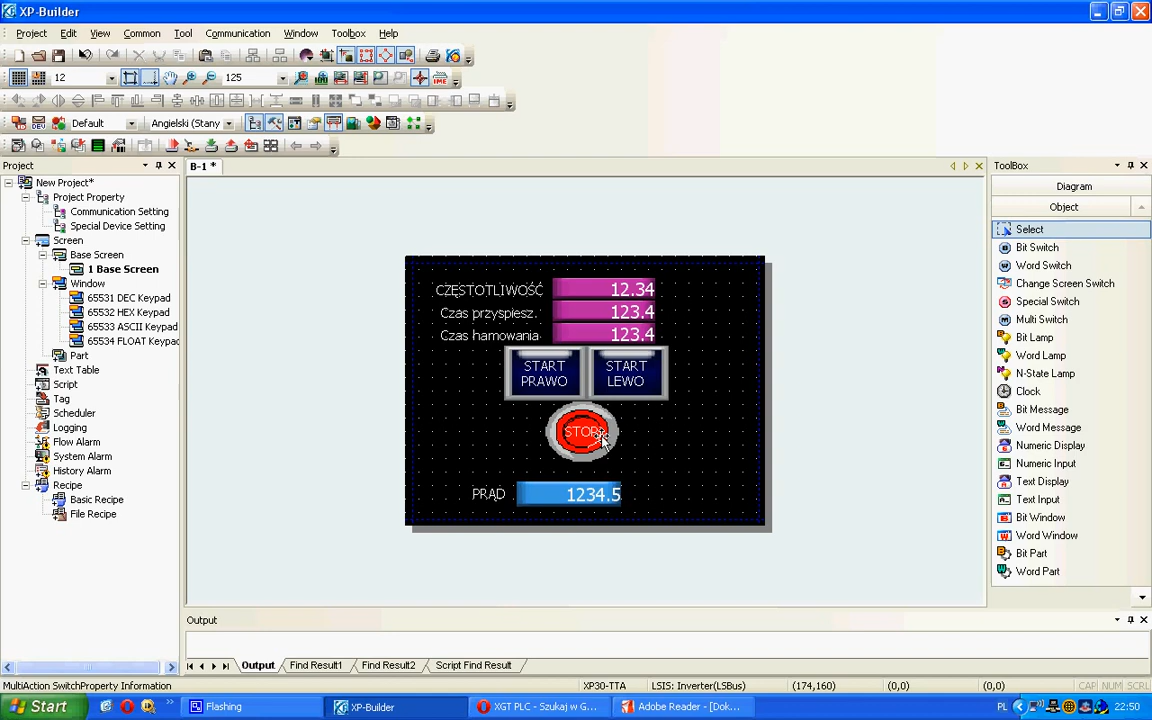 XP-Builder
Project Edit View Common Tool Communication Window Toolbox Help
12 125
IME
DEV Default Angielski (Stany
Project
B-1 *
ToolBox
New Project*
Project Property
Communication Setting
Special Device Setting
Screen
Base Screen
1 Base Screen
Window
65531 DEC Keypad
65532 HEX Keypad
65533 ASCII Keypad
65534 FLOAT Keypad
Part
Text Table
Script
Tag
Scheduler
Logging
Flow Alarm
System Alarm
History Alarm
Recipe
Basic Recipe
File Recipe
CZĘSTOTLIWOŚĆ 12.34
Czas przyspiesz. 123.4
Czas hamowania 123.4
START PRAWO
START LEWO
STOP
PRAD 1234.5
Diagram
Object
Select
Bit Switch
Word Switch
Change Screen Switch
Special Switch
Multi Switch
Bit Lamp
Word Lamp
N-State Lamp
Clock
Bit Message
Word Message
Numeric Display
Numeric Input
Text Display
Text Input
Bit Window
Word Window
Bit Part
Word Part
Output
Output Find Result1 Find Result2 Script Find Result
MultiAction SwitchProperty Information XP30-TTA LSIS: Inverter(LSBus) (174,160) (0,0) (0,0) CAP NUM SCRL
Start Flashing XP-Builder XGT PLC - Szukaj w G... Adobe Reader - [Dok... PL 22:50